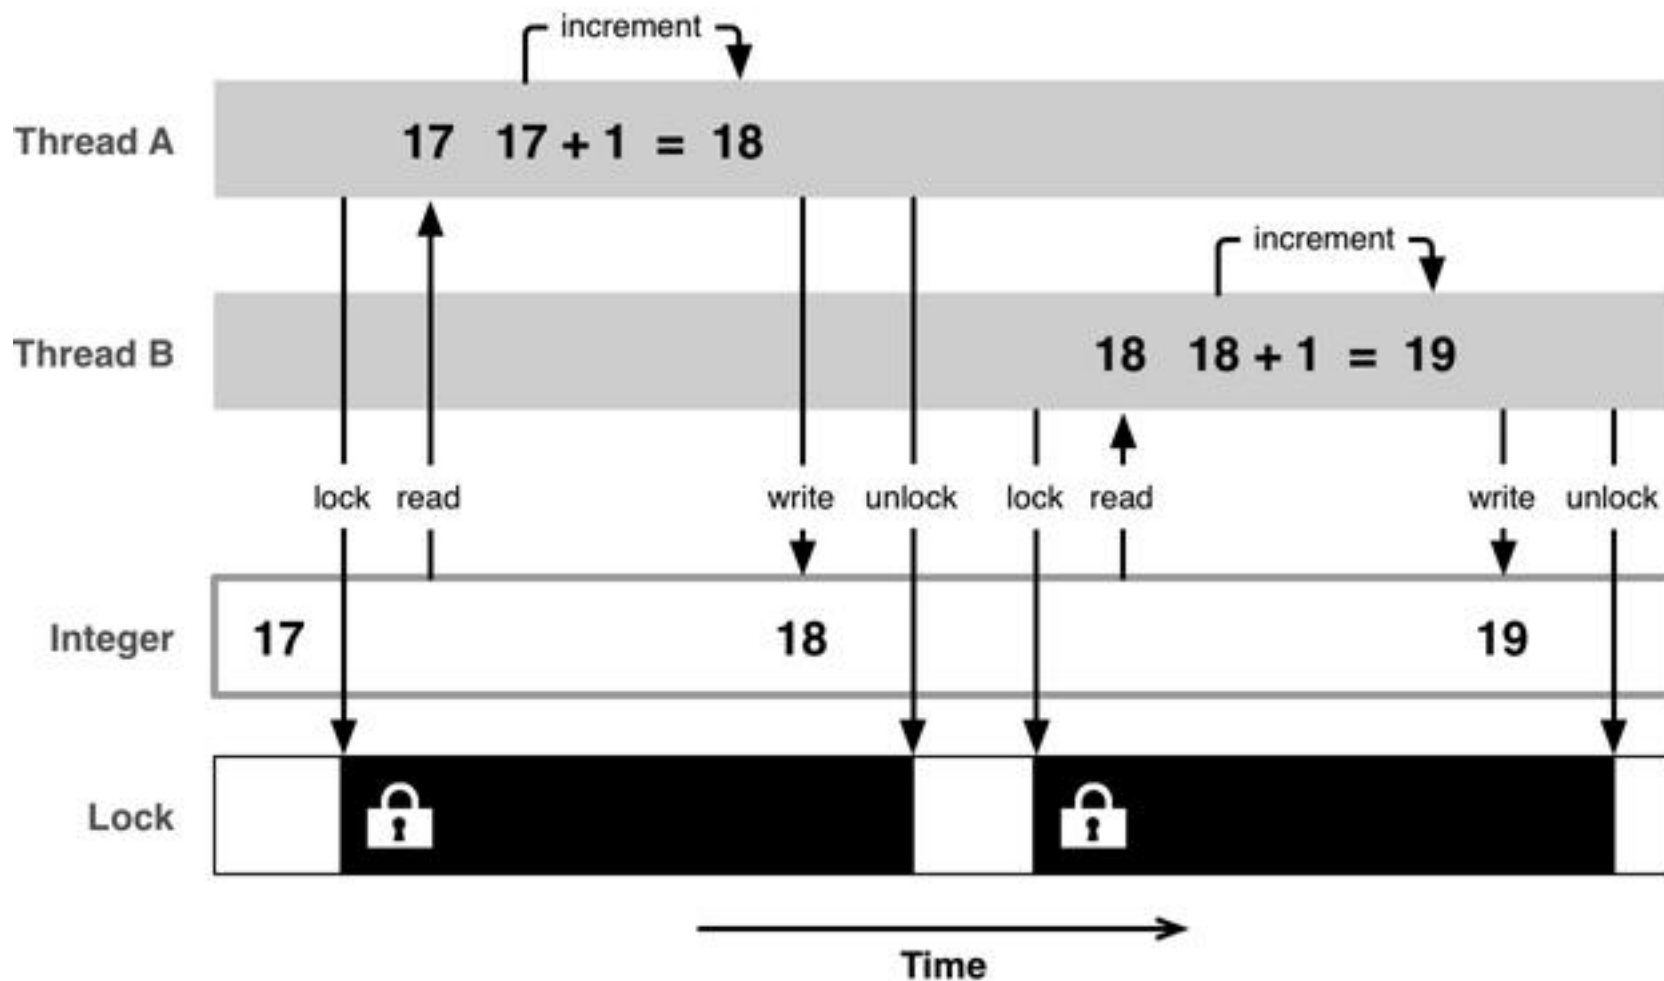 increment
Thread A 17 17 + 1 = 18
increment
Thread B 18 18 + 1 = 19
lock read write unlock lock read write unlock
Integer 17 18 19
Lock
Time